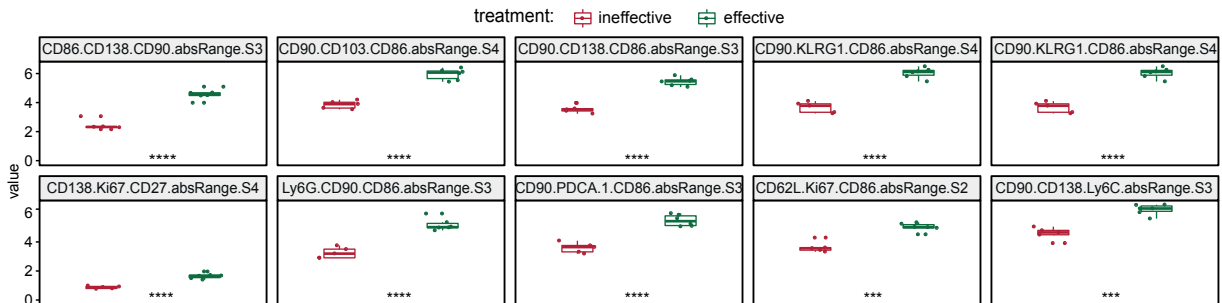 treatment: ineffective effective
CD86.CD138.CD90.absRange.S3 CD90.CD103.CD86.absRange.S4 CD90.CD138.CD86.absRange.S3 CD90.KLRG1.CD86.absRange.S4 CD90.KLRG1.CD86.absRange.S4
6
4
2
0
**** **** **** **** ****
value
CD138.Ki67.CD27.absRange.S4 Ly6G.CD90.CD86.absRange.S3 CD90.PDCA.1.CD86.absRange.S3 CD62L.Ki67.CD86.absRange.S2 CD90.CD138.Ly6C.absRange.S3
6
4
2
0
**** **** **** *** ***